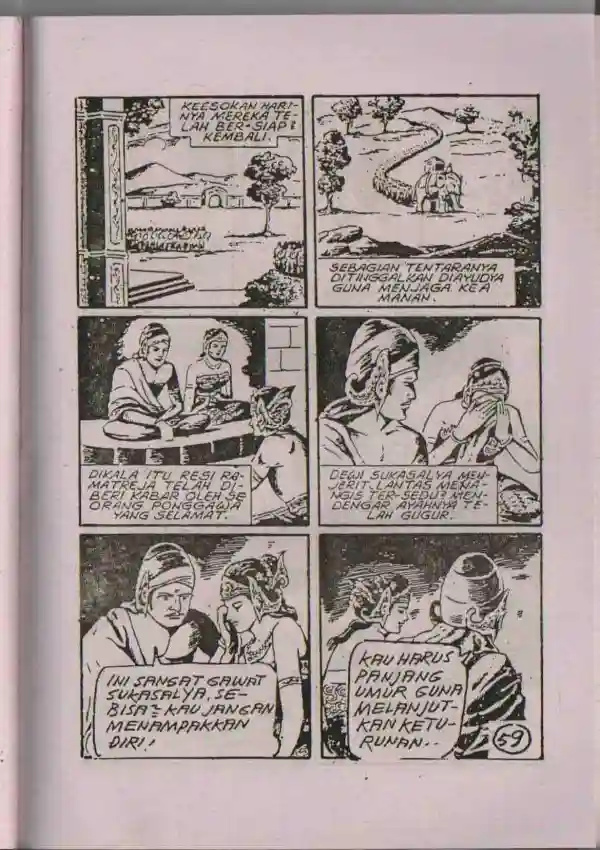 KEESOKAN HARI-
NYA MEREKA TE-
LAH BER-SIAP²
KEMBALI.
SEBAGIAN TENTARANYA
DITINGGALKAN DIAYUDYA
GUNA MENJAGA KEA
MANAN.
DIKALA ITU RESI RA-
MATREJA TELAH DI-
BERI KABAR OLEH SE
ORANG PONGGAWA
YANG SELAMAT.
DEWI SUKASALYA MEN-
JERIT. LANTAS MENA-
NGIS TER-SEDU² MEN-
DENGAR AYAHNYA TE-
LAH GUGUR.
INI SANGAT GAWAT
SUKASALYA. SE-
BISA² KAU JANGAN
MENAMPAKKAN
DIRI!
KAU HARUS
PANJANG
UMUR GUNA
MELANJUT-
KAN KETU-
RUNAN..
59